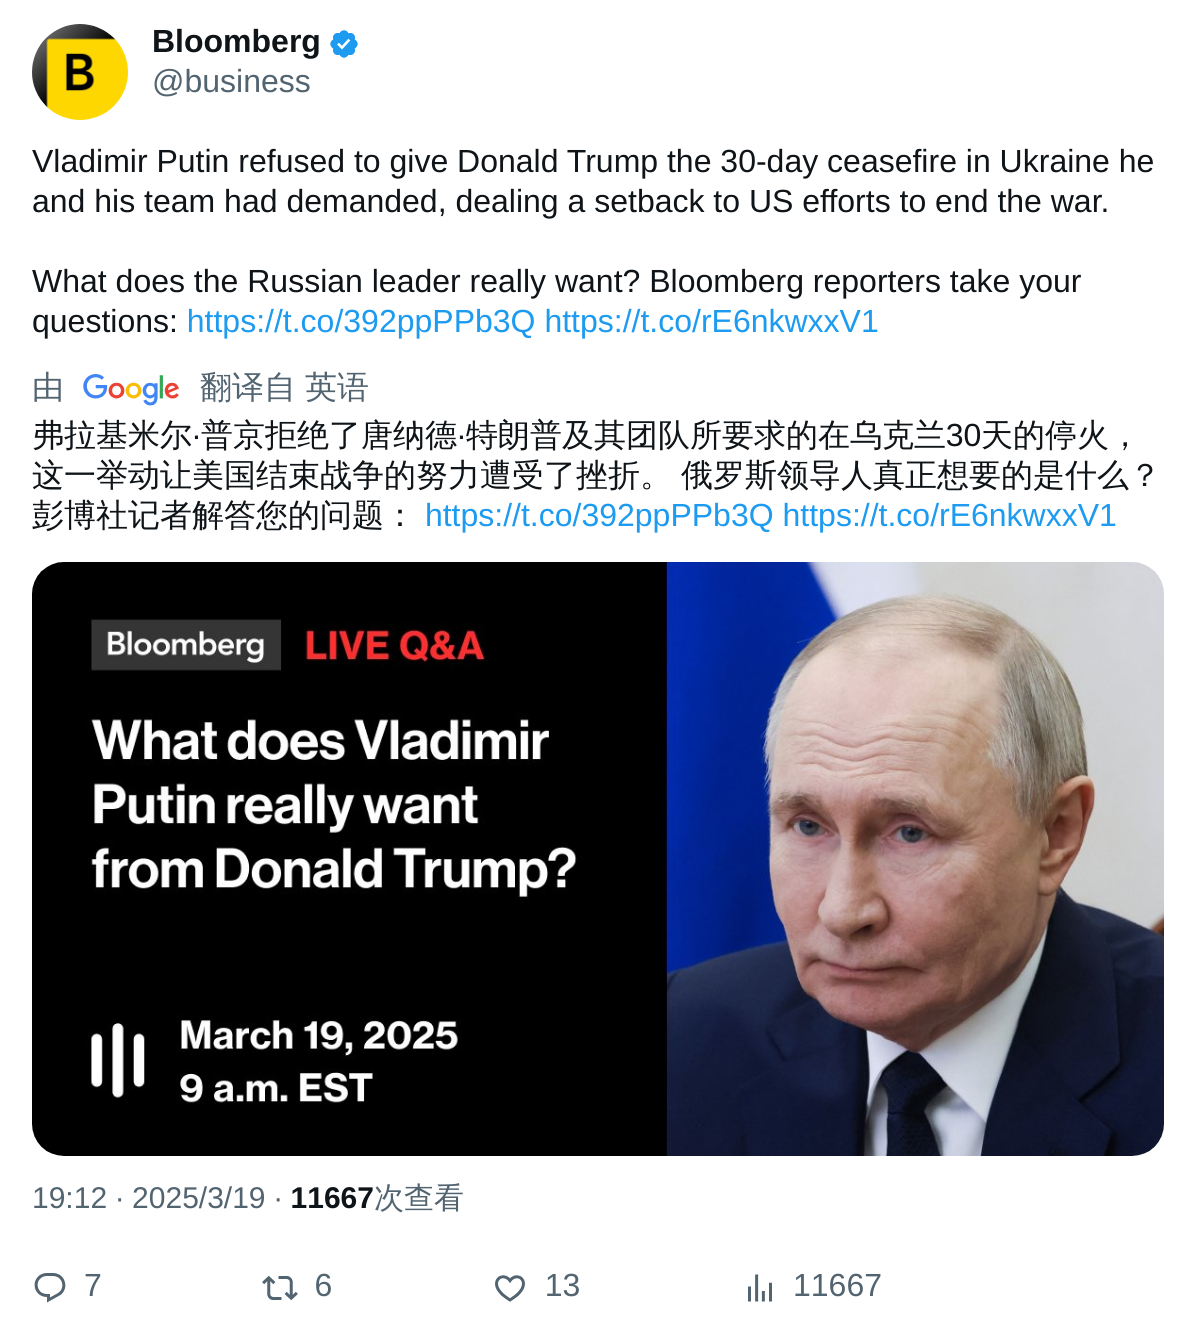 B
Bloomberg
@business
Vladimir Putin refused to give Donald Trump the 30-day ceasefire in Ukraine he
and his team had demanded, dealing a setback to US efforts to end the war.
What does the Russian leader really want? Bloomberg reporters take your
questions: https://t.co/392ppPPb3Q https://t.co/rE6nkwxxV1
由 Google 翻译自 英语
弗拉基米尔·普京拒绝了唐纳德·特朗普及其团队所要求的在乌克兰30天的停火，
这一举动让美国结束战争的努力遭受了挫折。 俄罗斯领导人真正想要的是什么？
彭博社记者解答您的问题： https://t.co/392ppPPb3Q https://t.co/rE6nkwxxV1
Bloomberg LIVE Q&A
What does Vladimir
Putin really want
from Donald Trump?
March 19, 2025
9 a.m. EST
19:12 · 2025/3/19 · 11667次查看
7 6 13 11667